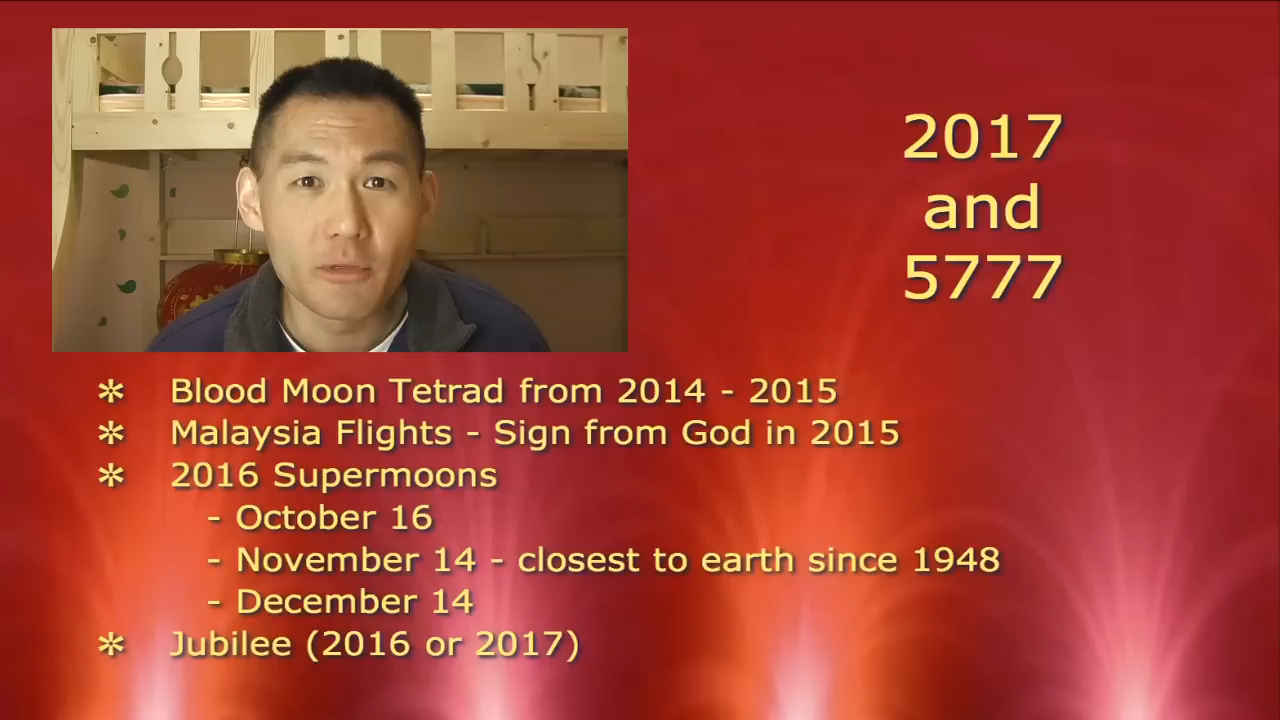 2017
and
5777
* Blood Moon Tetrad from 2014 - 2015
* Malaysia Flights - Sign from God in 2015
* 2016 Supermoons
- October 16
- November 14 - closest to earth since 1948
- December 14
* Jubilee (2016 or 2017)